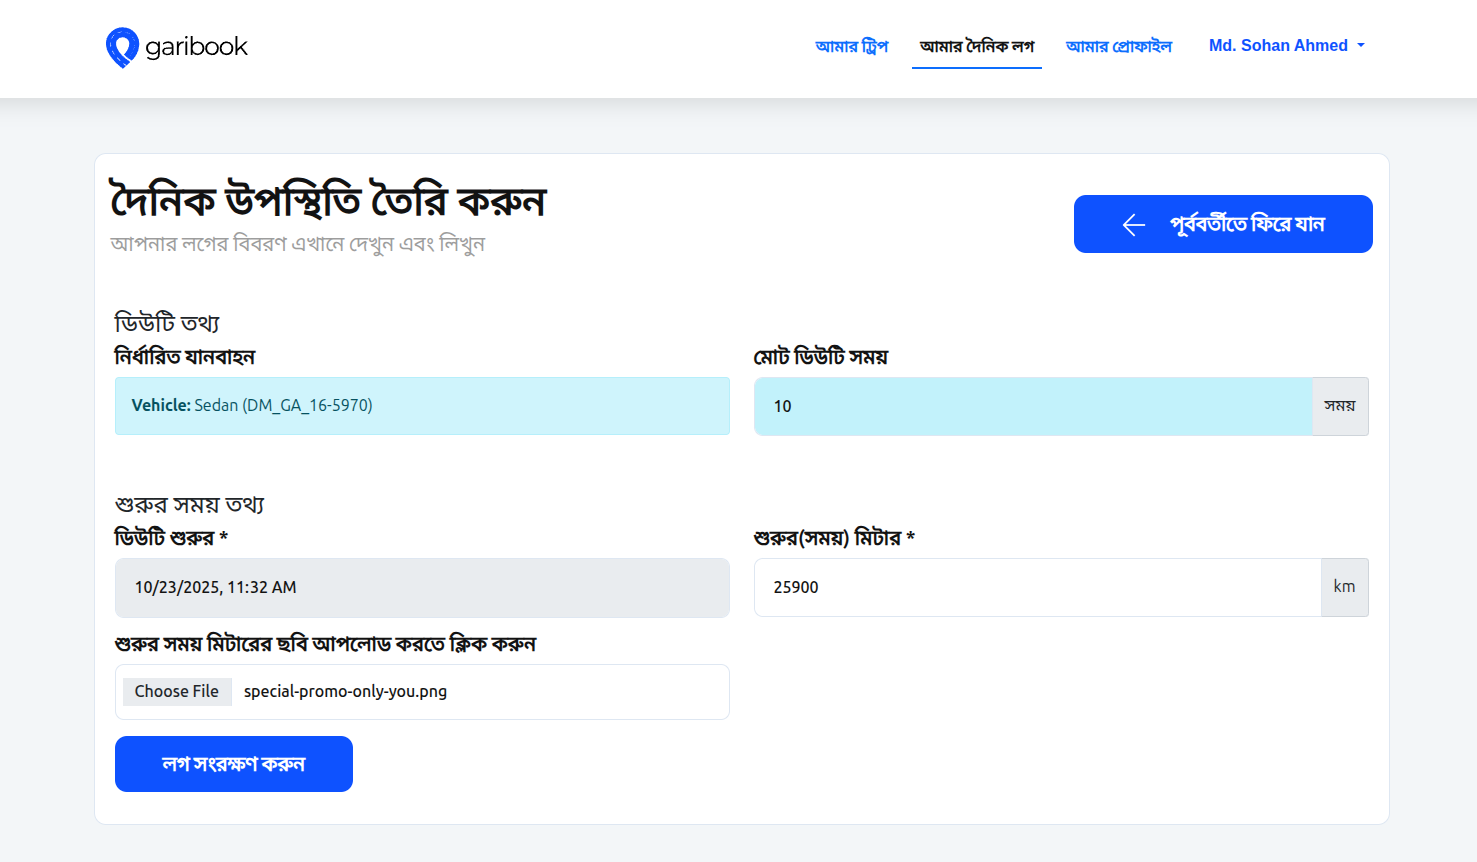 garibook
আমার ট্রিপ আমার দৈনিক লগ আমার প্রোফাইল Md. Sohan Ahmed
দৈনিক উপস্থিতি তৈরি করুন
আপনার লগের বিবরণ এখানে দেখুন এবং লিখুন
পূর্ববর্তীতে ফিরে যান
ডিউটি তথ্য
নির্ধারিত যানবাহন
Vehicle: Sedan (DM_GA_16-5970)
মোট ডিউটি সময়
10 সময়
শুরুর সময় তথ্য
ডিউটি শুরুর *
10/23/2025, 11:32 AM
শুরুর(সময়) মিটার *
25900 km
শুরুর সময় মিটারের ছবি আপলোড করতে ক্লিক করুন
Choose File special-promo-only-you.png
লগ সংরক্ষণ করুন